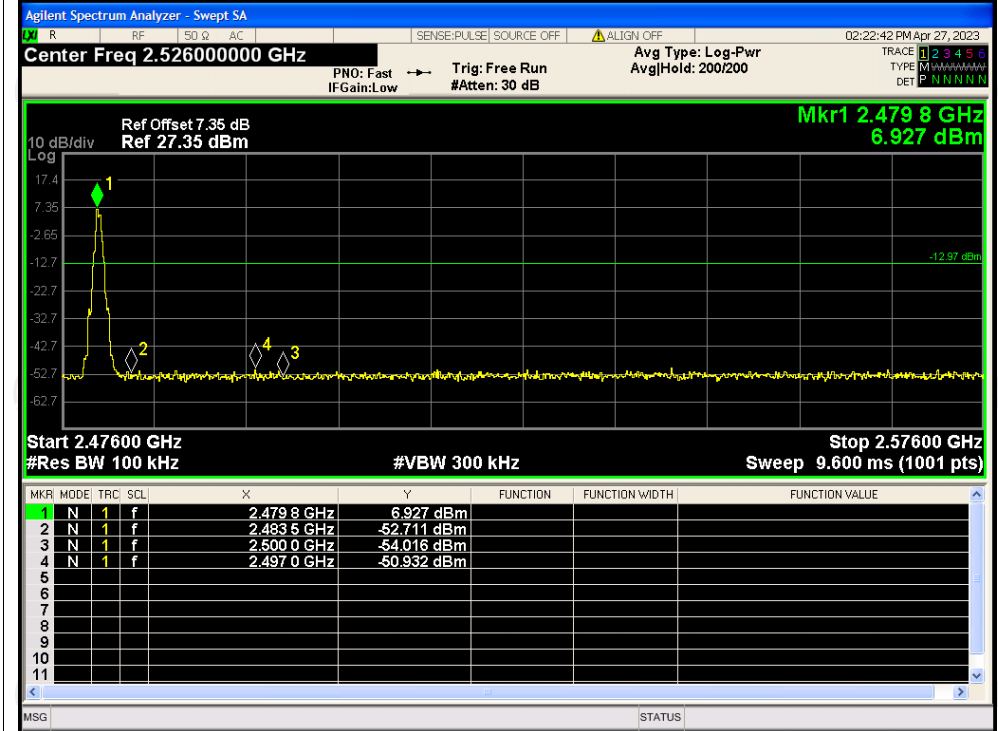 Agilent Spectrum Analyzer - Swept SA
LXI R RF 50 Ω AC SENSE:PULSE SOURCE OFF ALIGN OFF 02:22:42 PM Apr 27, 2023
Center Freq 2.526000000 GHz
PNO: Fast
IFGain:Low
Trig: Free Run
#Atten: 30 dB
Avg Type: Log-Pwr
Avg|Hold: 200/200
TRACE 1 2 3 4 5 6
TYPE M
DET P N N N N N
Mkr1 2.479 8 GHz
6.927 dBm
Ref Offset 7.35 dB
10 dB/div Ref 27.35 dBm
Log
17.4
7.35
-2.65
-12.7
-22.7
-32.7
-42.7
-52.7
-62.7
1
2
4
3
-12.97 dBm
Start 2.47600 GHz Stop 2.57600 GHz
#Res BW 100 kHz #VBW 300 kHz Sweep 9.600 ms (1001 pts)
MKR MODE TRC SCL X Y FUNCTION FUNCTION WIDTH FUNCTION VALUE
1 N 1 f 2.479 8 GHz 6.927 dBm
2 N 1 f 2.483 5 GHz -52.711 dBm
3 N 1 f 2.500 0 GHz -54.016 dBm
4 N 1 f 2.497 0 GHz -50.932 dBm
5
6
7
8
9
10
11
MSG STATUS